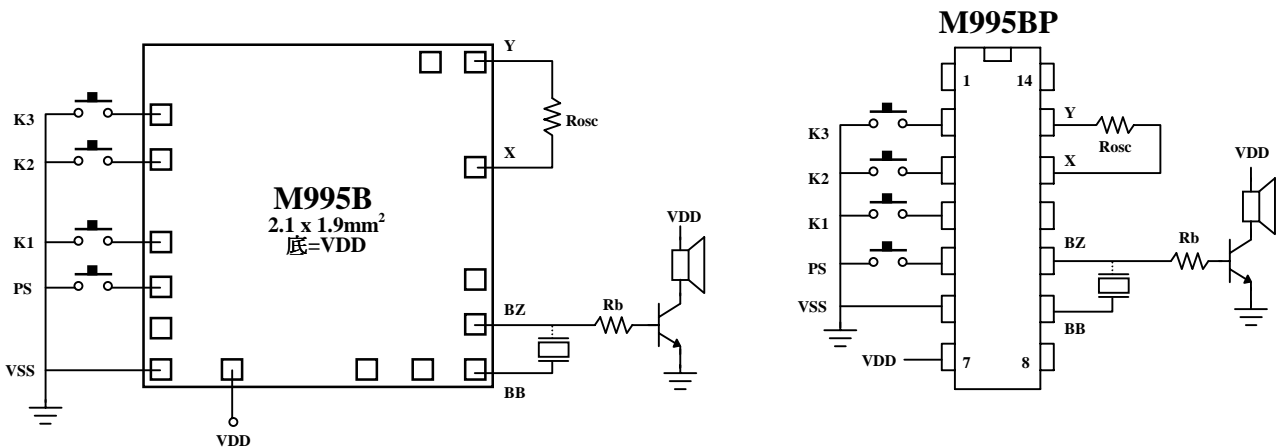 M995BP
Y
K3
Rosc
K2
X
M995B
2.1 x 1.9mm²
底=VDD
K1
PS
VDD
BZ
Rb
VSS
BB
VDD
1
14
K3
Y
Rosc
K2
X
VDD
K1
BZ
Rb
PS
VSS
BB
VDD
7
8